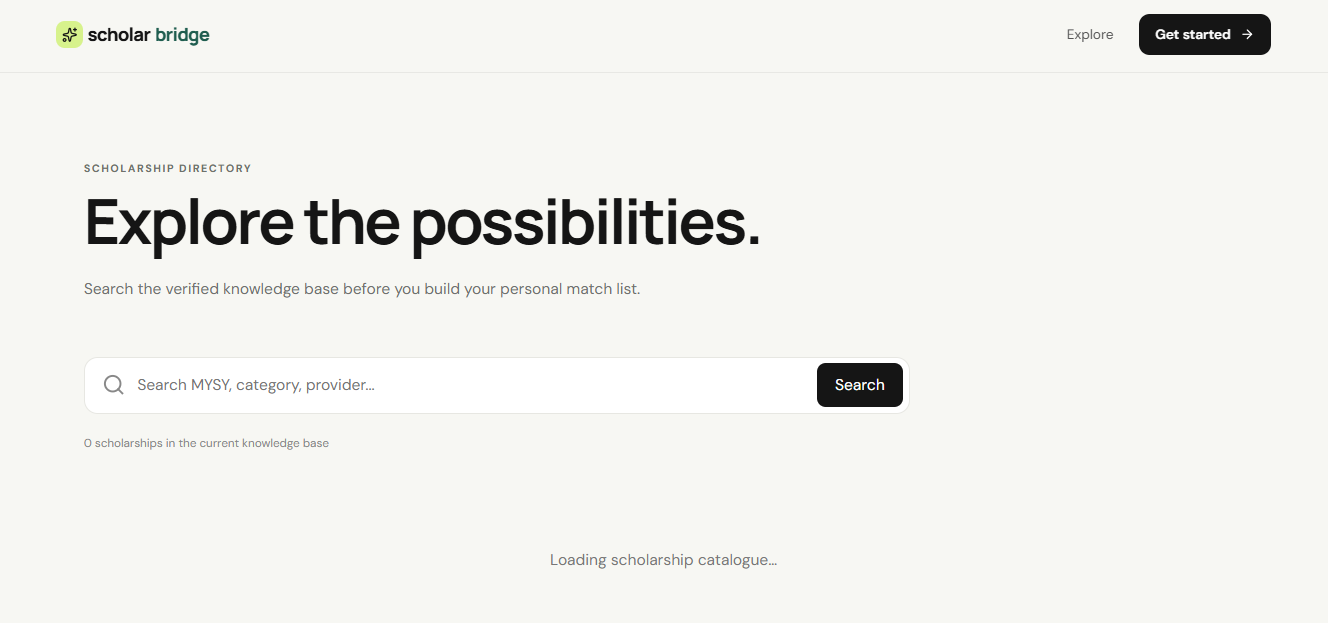 scholar bridge
Explore
Get started →
SCHOLARSHIP DIRECTORY
Explore the possibilities.
Search the verified knowledge base before you build your personal match list.
Search MYSY, category, provider...
Search
0 scholarships in the current knowledge base
Loading scholarship catalogue...